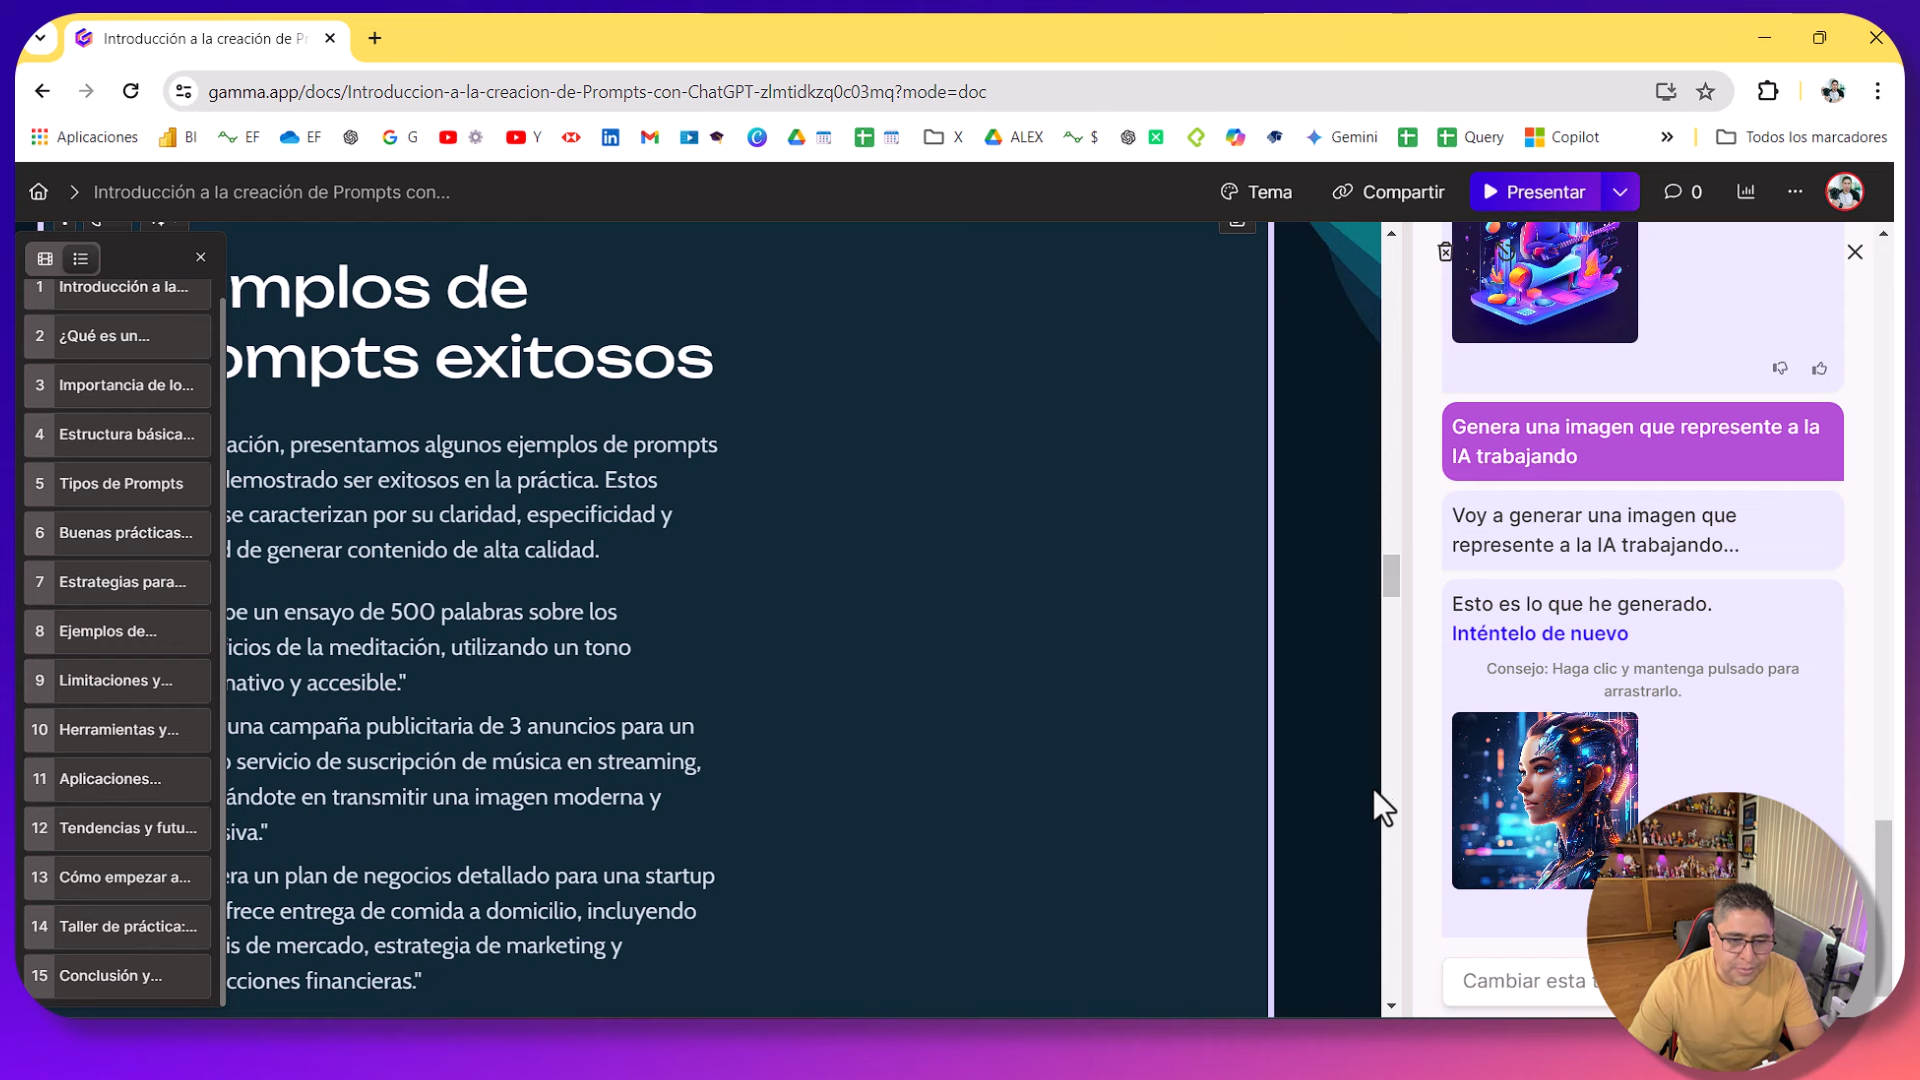 Introducción a la creación de Pr
gamma.app/docs/Introduccion-a-la-creacion-de-Prompts-con-ChatGPT-zlmtidkzq0c03mq?mode=doc
Aplicaciones
BI
EF
EF
G
Y
X
ALEX
$
Gemini
Query
Copilot
»
Todos los marcadores
Introducción a la creación de Prompts con...
Tema
Compartir
Presentar
0
1 Introducción a la...
2 ¿Qué es un...
3 Importancia de lo...
4 Estructura básica...
5 Tipos de Prompts
6 Buenas prácticas...
7 Estrategias para...
8 Ejemplos de...
9 Limitaciones y...
10 Herramientas y...
11 Aplicaciones...
12 Tendencias y futu...
13 Cómo empezar a...
14 Taller de práctica:...
15 Conclusión y...
mplos de
ompts exitosos
ación, presentamos algunos ejemplos de prompts
emostrado ser exitosos en la práctica. Estos
se caracterizan por su claridad, especificidad y
d de generar contenido de alta calidad.
be un ensayo de 500 palabras sobre los
icios de la meditación, utilizando un tono
nativo y accesible."
una campaña publicitaria de 3 anuncios para un
o servicio de suscripción de música en streaming,
ándote en transmitir una imagen moderna y
siva."
era un plan de negocios detallado para una startup
frece entrega de comida a domicilio, incluyendo
is de mercado, estrategia de marketing y
cciones financieras."
Genera una imagen que represente a la
IA trabajando
Voy a generar una imagen que
represente a la IA trabajando...
Esto es lo que he generado.
Inténtelo de nuevo
Consejo: Haga clic y mantenga pulsado para
arrastrarlo.
Cambiar esta t